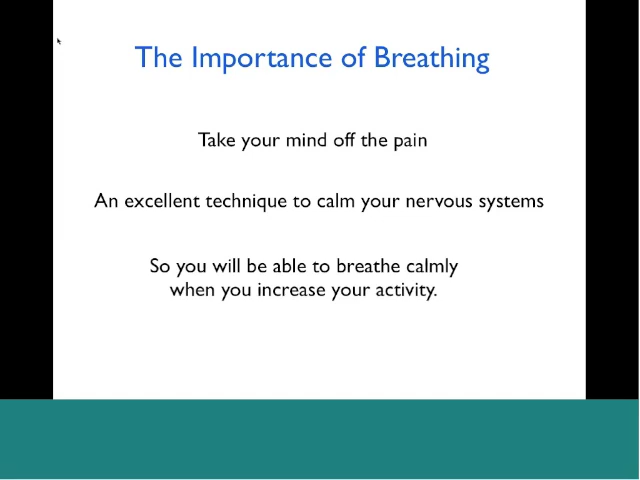 The Importance of Breathing
Take your mind off the pain
An excellent technique to calm your nervous systems
So you will be able to breathe calmly
when you increase your activity.